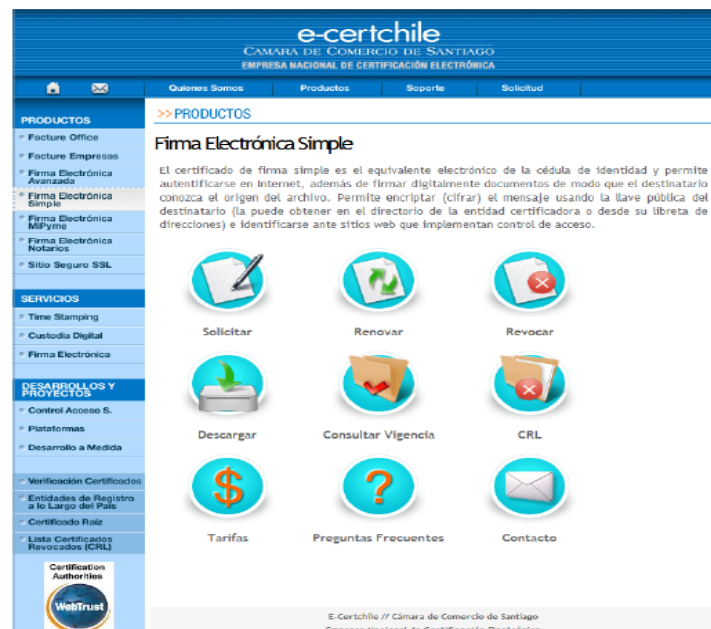 e-certchile
CAMARA DE COMERCIO DE SANTIAGO
EMPRESA NACIONAL DE CERTIFICACIÓN ELECTRÓNICA
Quienes Somos
Productos
Soporte
Solicitud
PRODUCTOS
Facture Office
Facture Empresas
Firma Electrónica
Avanzada
Firma Electrónica
Simple
Firma Electrónica
MiPyme
Firma Electrónica
Notarios
Sitio Seguro SSL
SERVICIOS
Time Stamping
Custodia Digital
Firma Electrónica
DESARROLLOS Y
PROYECTOS
Control Acceso S.
Plataformas
Desarrollo a Medida
Verificación Certificados
Entidades de Registro
a lo Largo del País
Certificado Raíz
Lista Certificados
Revocados (CRL)
Certification
Authorities
WebTrust
>> PRODUCTOS
Firma Electrónica Simple
El certificado de firma simple es el equivalente electrónico de la cédula de identidad y permite
autentificarse en Internet, además de firmar digitalmente documentos de modo que el destinatario
conozca el origen del archivo. Permite encriptar (cifrar) el mensaje usando la llave pública del
destinatario (la puede obtener en el directorio de la entidad certificadora o desde su libreta de
direcciones) e identificarse ante sitios web que implementan control de acceso.
Solicitar
Renovar
Revocar
Descargar
Consultar Vigencia
CRL
$
?
Tarifas
Preguntas Frecuentes
Contacto
E-Certchile // Cámara de Comercio de Santiago
Empresa Nacional de Certificación Electrónica